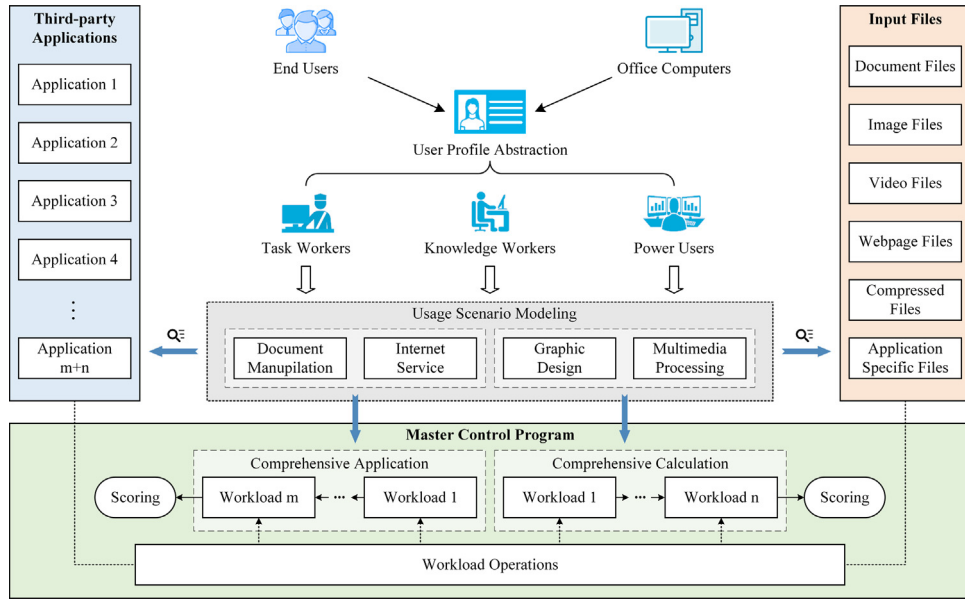 Third-party
Applications
Application 1
Application 2
Application 3
Application 4
⋮
Application
m+n
End Users
Office Computers
User Profile Abstraction
Task Workers
Knowledge Workers
Power Users
Usage Scenario Modeling
Document
Manupilation
Internet
Service
Graphic
Design
Multimedia
Processing
Input Files
Document Files
Image Files
Video Files
Webpage Files
Compressed
Files
Application
Specific Files
Master Control Program
Comprehensive Application
Scoring
Workload m
...
Workload 1
Comprehensive Calculation
Workload 1
...
Workload n
Scoring
Workload Operations